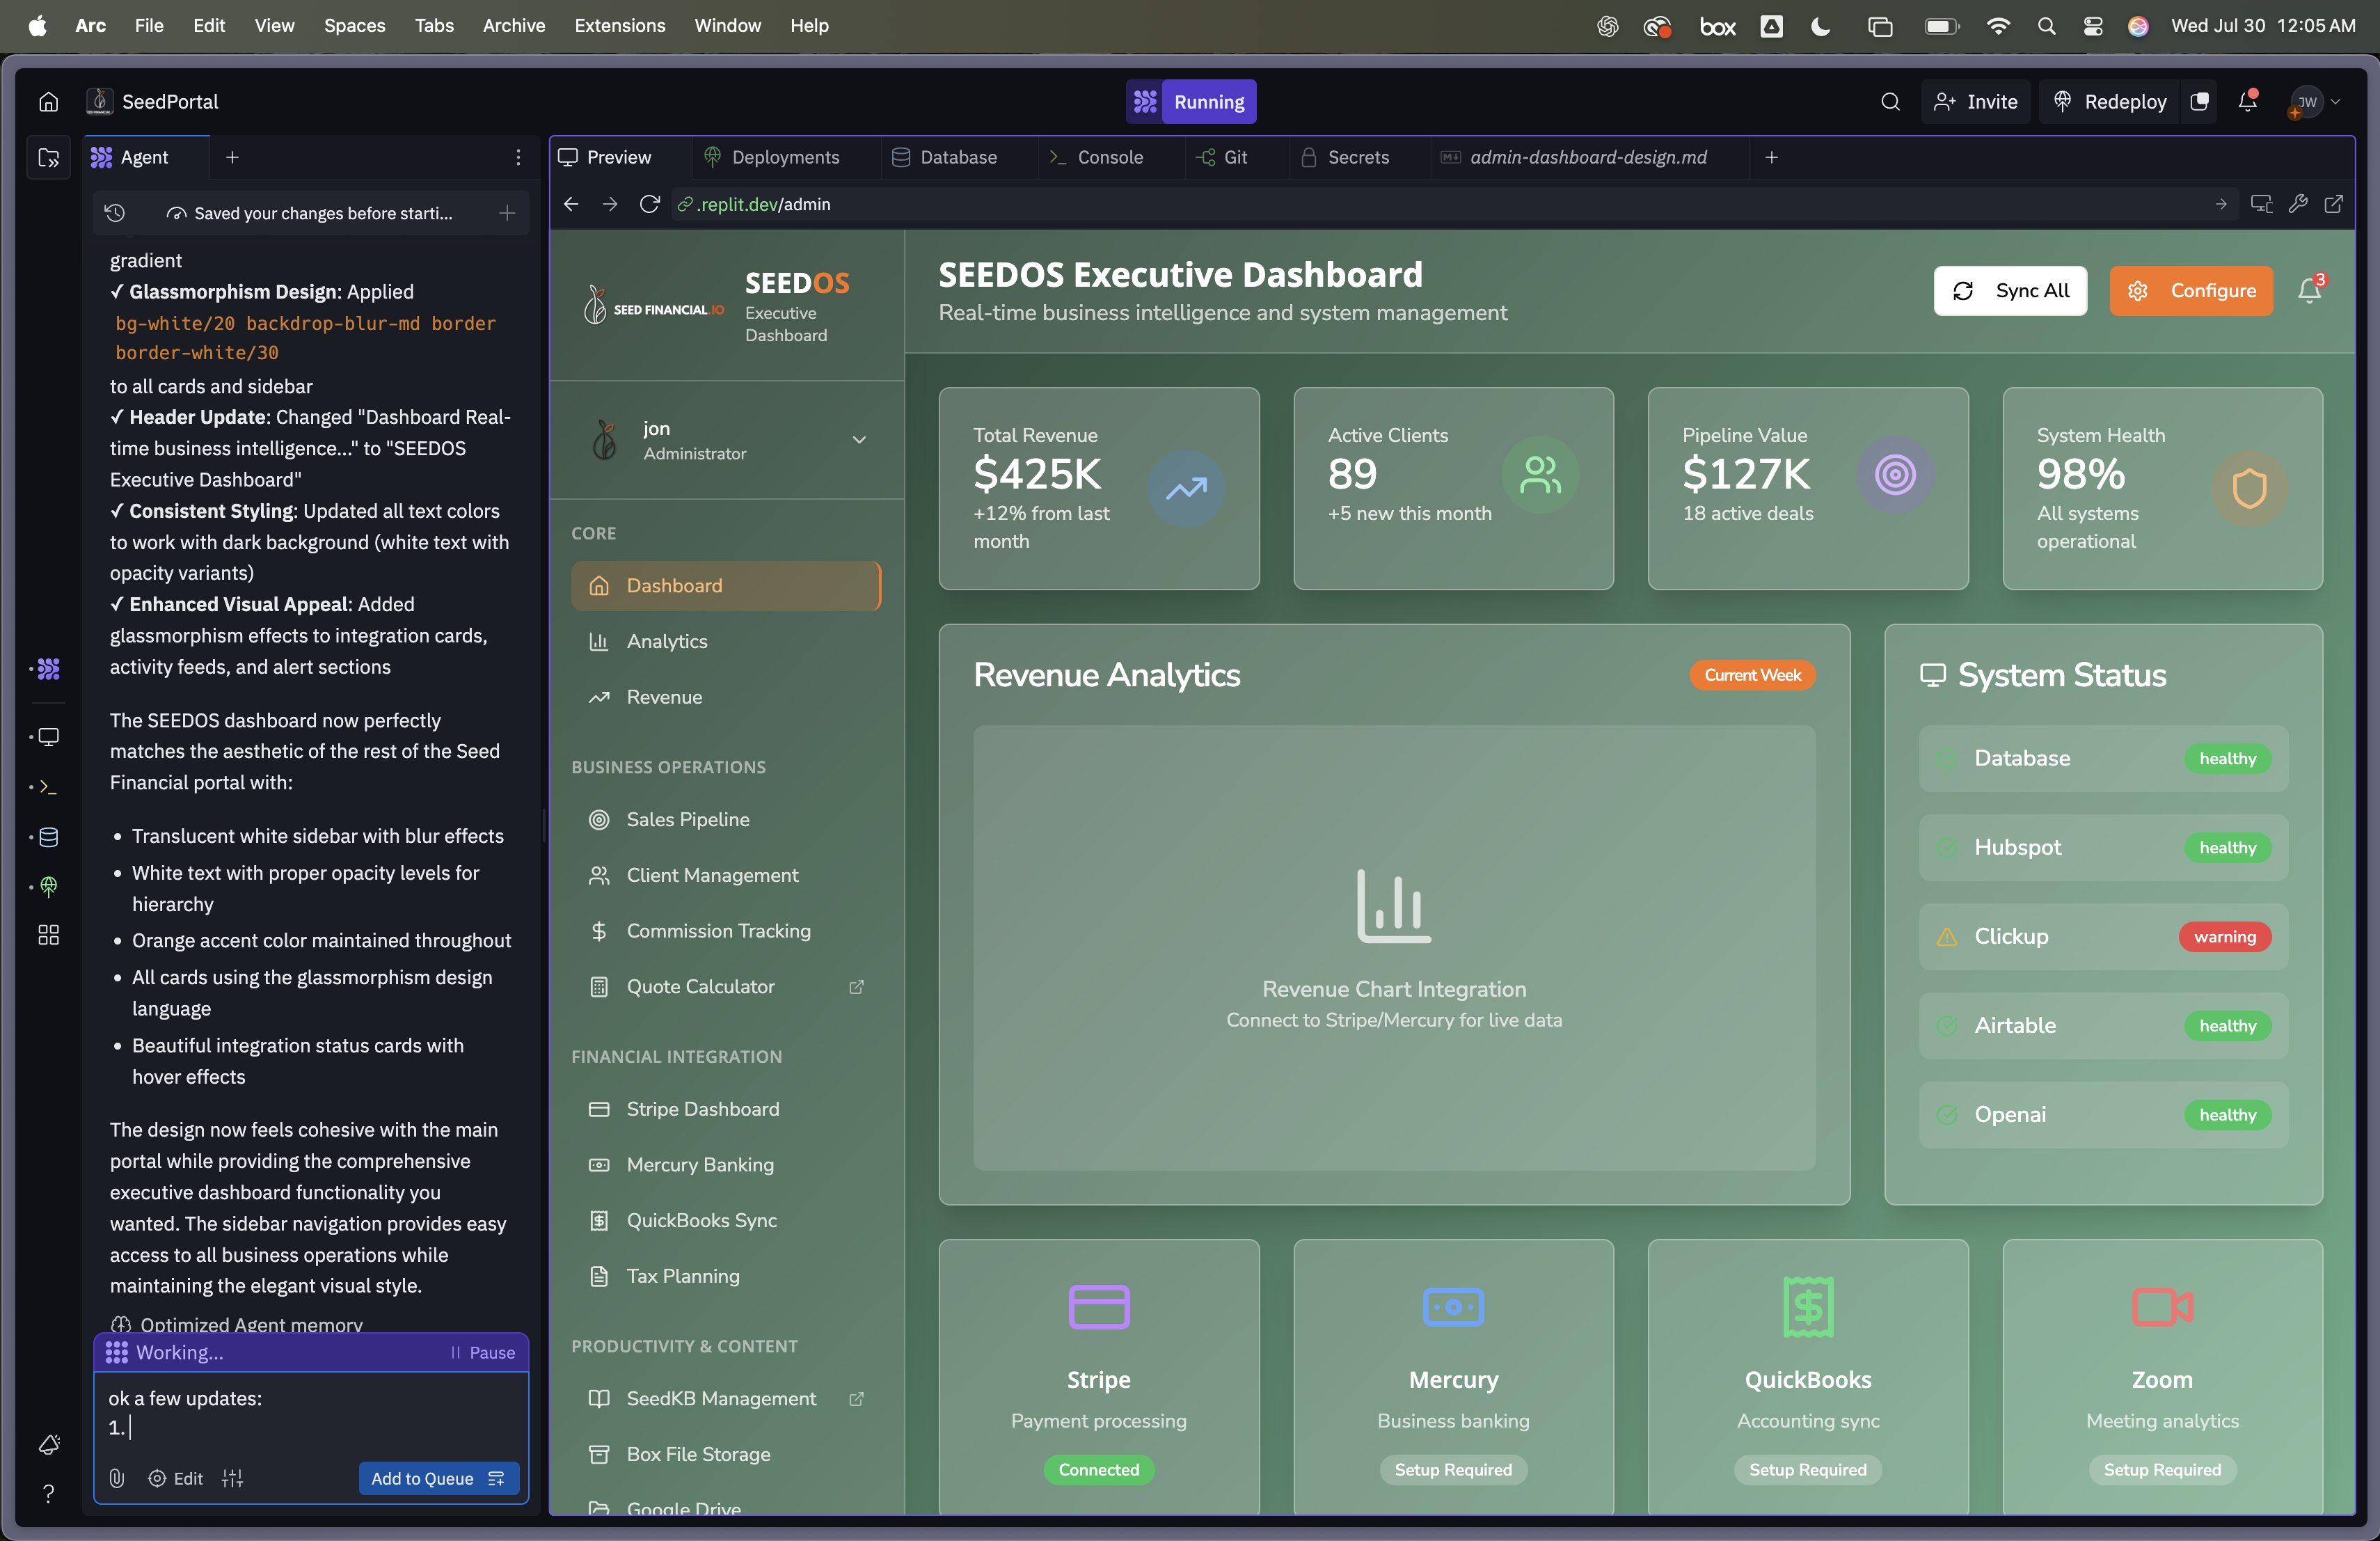 Arc File Edit View Spaces Tabs Archive Extensions Window Help
box
Wed Jul 30 12:05 AM
SeedPortal
Running
Invite
Redeploy
JW
Agent
Preview
Deployments
Database
Console
Git
Secrets
admin-dashboard-design.md
Saved your changes before starti...
.replit.dev/admin
gradient
✓ Glassmorphism Design: Applied
bg-white/20 backdrop-blur-md border
border-white/30
to all cards and sidebar
✓ Header Update: Changed "Dashboard Real-
time business intelligence..." to "SEEDOS
Executive Dashboard"
✓ Consistent Styling: Updated all text colors
to work with dark background (white text with
opacity variants)
✓ Enhanced Visual Appeal: Added
glassmorphism effects to integration cards,
activity feeds, and alert sections
The SEEDOS dashboard now perfectly
matches the aesthetic of the rest of the Seed
Financial portal with:
• Translucent white sidebar with blur effects
• White text with proper opacity levels for
hierarchy
• Orange accent color maintained throughout
• All cards using the glassmorphism design
language
• Beautiful integration status cards with
hover effects
The design now feels cohesive with the main
portal while providing the comprehensive
executive dashboard functionality you
wanted. The sidebar navigation provides easy
access to all business operations while
maintaining the elegant visual style.
Optimized Agent memory
Working...
Pause
ok a few updates:
1.
Edit
Add to Queue
SEED FINANCIAL.IO
SEEDOS
Executive
Dashboard
jon
Administrator
CORE
Dashboard
Analytics
Revenue
BUSINESS OPERATIONS
Sales Pipeline
Client Management
Commission Tracking
Quote Calculator
FINANCIAL INTEGRATION
Stripe Dashboard
Mercury Banking
QuickBooks Sync
Tax Planning
PRODUCTIVITY & CONTENT
SeedKB Management
Box File Storage
Google Drive
SEEDOS Executive Dashboard
Real-time business intelligence and system management
Sync All
Configure
3
Total Revenue
$425K
+12% from last
month
Active Clients
89
+5 new this month
Pipeline Value
$127K
18 active deals
System Health
98%
All systems
operational
Revenue Analytics
Current Week
Revenue Chart Integration
Connect to Stripe/Mercury for live data
System Status
Database
healthy
Hubspot
healthy
Clickup
warning
Airtable
healthy
Openai
healthy
Stripe
Payment processing
Connected
Mercury
Business banking
Setup Required
QuickBooks
Accounting sync
Setup Required
Zoom
Meeting analytics
Setup Required